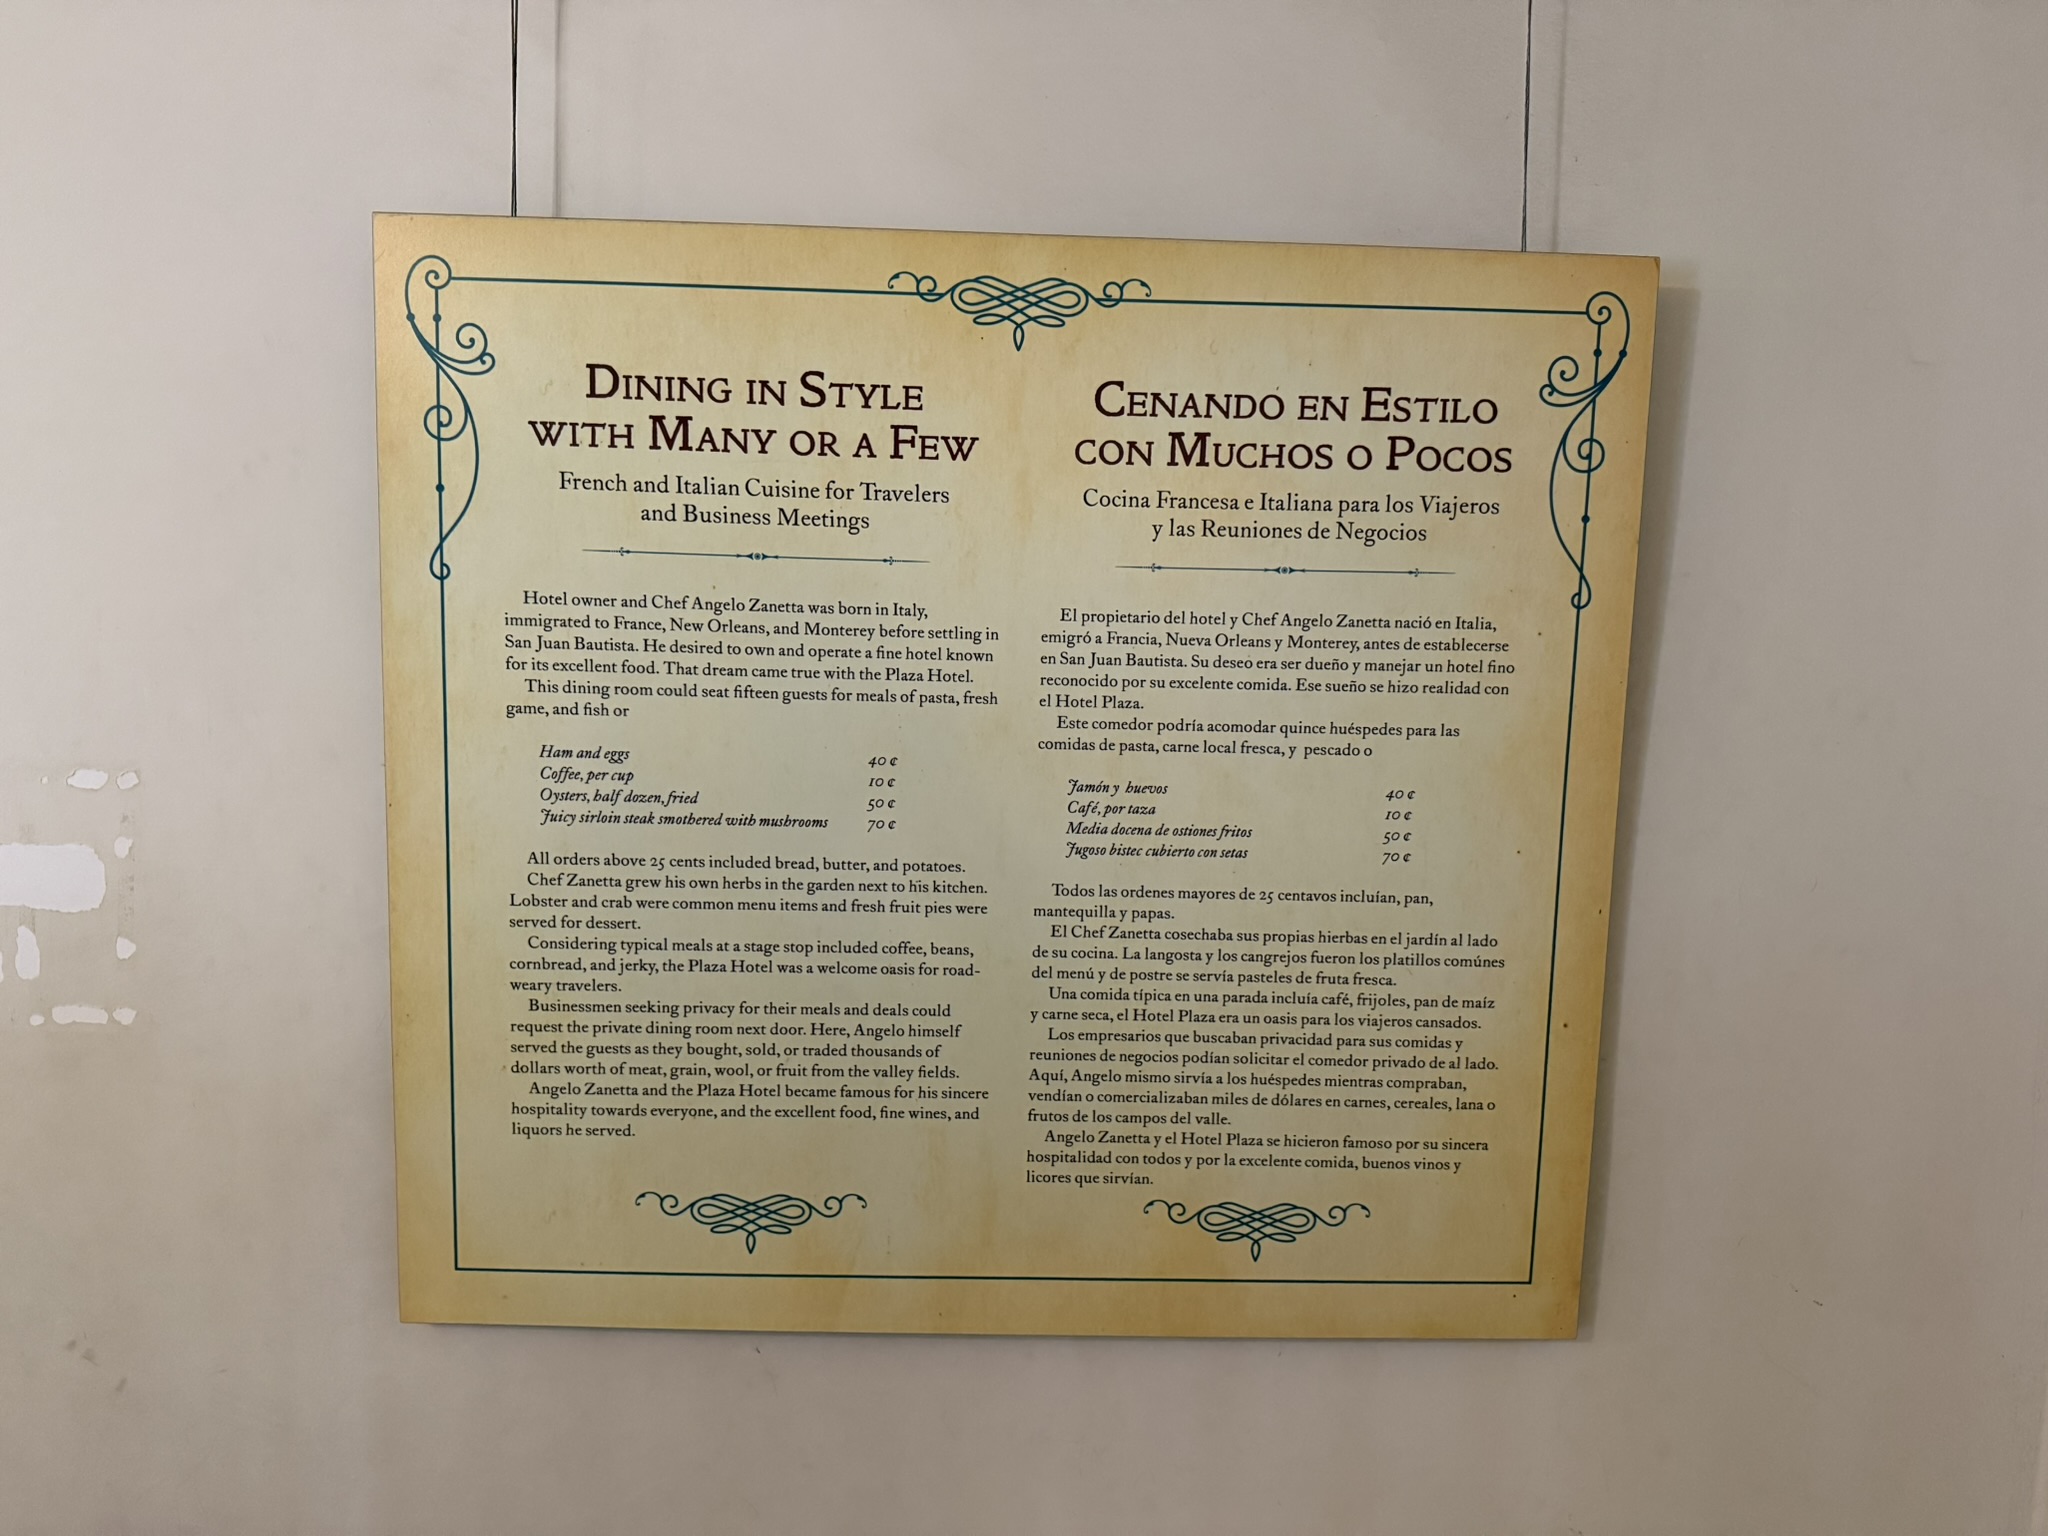 DINING IN STYLE
WITH MANY OR A FEW
French and Italian Cuisine for Travelers
and Business Meetings
Hotel owner and Chef Angelo Zanetta was born in Italy,
immigrated to France, New Orleans, and Monterey before settling in
San Juan Bautista. He desired to own and operate a fine hotel known
for its excellent food. That dream came true with the Plaza Hotel.
This dining room could seat fifteen guests for meals of pasta, fresh
game, and fish or
Ham and eggs 40 ¢
Coffee, per cup 10 ¢
Oysters, half dozen, fried 50 ¢
Juicy sirloin steak smothered with mushrooms 70 ¢
All orders above 25 cents included bread, butter, and potatoes.
Chef Zanetta grew his own herbs in the garden next to his kitchen.
Lobster and crab were common menu items and fresh fruit pies were
served for dessert.
Considering typical meals at a stage stop included coffee, beans,
cornbread, and jerky, the Plaza Hotel was a welcome oasis for road-
weary travelers.
Businessmen seeking privacy for their meals and deals could
request the private dining room next door. Here, Angelo himself
served the guests as they bought, sold, or traded thousands of
dollars worth of meat, grain, wool, or fruit from the valley fields.
Angelo Zanetta and the Plaza Hotel became famous for his sincere
hospitality towards everyone, and the excellent food, fine wines, and
liquors he served.
CENANDO EN ESTILO
CON MUCHOS O POCOS
Cocina Francesa e Italiana para los Viajeros
y las Reuniones de Negocios
El propietario del hotel y Chef Angelo Zanetta nació en Italia,
emigró a Francia, Nueva Orleans y Monterey, antes de establecerse
en San Juan Bautista. Su deseo era ser dueño y manejar un hotel fino
reconocido por su excelente comida. Ese sueño se hizo realidad con
el Hotel Plaza.
Este comedor podría acomodar quince huéspedes para las
comidas de pasta, carne local fresca, y pescado o
Jamón y huevos 40 ¢
Café, por taza 10 ¢
Media docena de ostiones fritos 50 ¢
Jugoso bistec cubierto con setas 70 ¢
Todos las ordenes mayores de 25 centavos incluían, pan,
mantequilla y papas.
El Chef Zanetta cosechaba sus propias hierbas en el jardín al lado
de su cocina. La langosta y los cangrejos fueron los platillos comúnes
del menú y de postre se servía pasteles de fruta fresca.
Una comida típica en una parada incluía café, frijoles, pan de maíz
y carne seca, el Hotel Plaza era un oasis para los viajeros cansados.
Los empresarios que buscaban privacidad para sus comidas y
reuniones de negocios podían solicitar el comedor privado de al lado.
Aquí, Angelo mismo sirvía a los huéspedes mientras compraban,
vendían o comercializaban miles de dólares en carnes, cereales, lana o
frutos de los campos del valle.
Angelo Zanetta y el Hotel Plaza se hicieron famoso por su sincera
hospitalidad con todos y por la excelente comida, buenos vinos y
licores que sirvían.